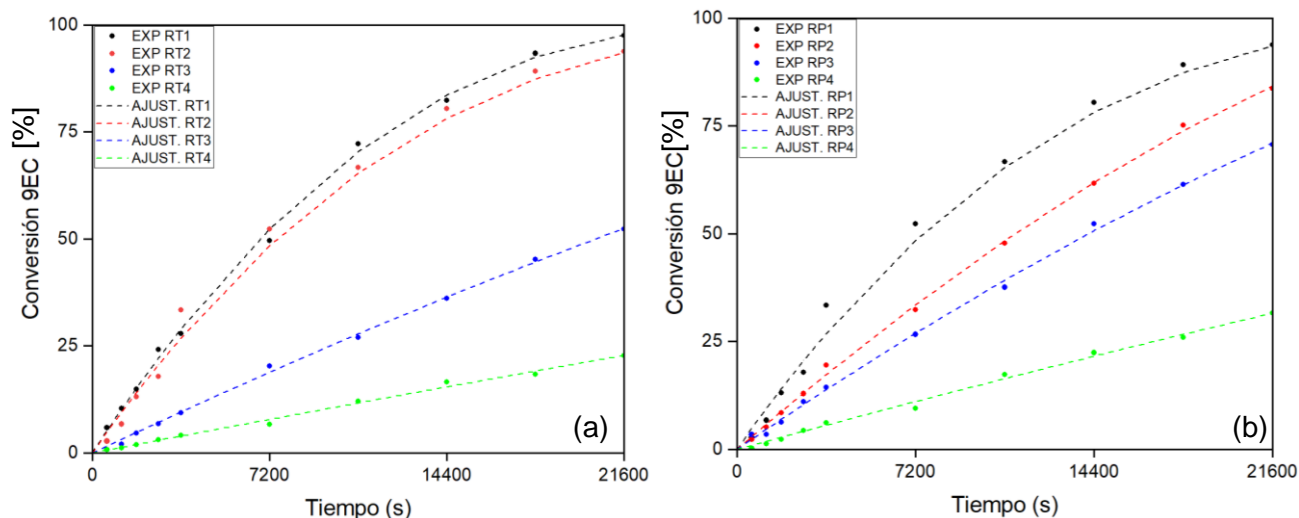 100
75
50
25
0
Conversión 9EC [%]
EXP RT1
EXP RT2
EXP RT3
EXP RT4
AJUST. RT1
AJUST. RT2
AJUST. RT3
AJUST. RT4
(a)
0
7200
14400
21600
Tiempo (s)
100
75
50
25
0
Conversión 9EC[%]
EXP RP1
EXP RP2
EXP RP3
EXP RP4
AJUST. RP1
AJUST. RP2
AJUST. RP3
AJUST. RP4
(b)
0
7200
14400
21600
Tiempo (s)